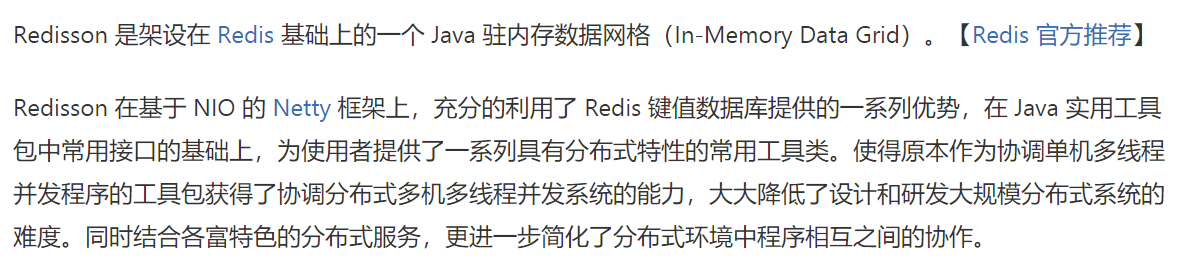 Redisson 是架设在 Redis 基础上的一个 Java 驻内存数据网格（In-Memory Data Grid）。【Redis 官方推荐】
Redisson 在基于 NIO 的 Netty 框架上，充分的利用了 Redis 键值数据库提供的一系列优势，在 Java 实用工具
包中常用接口的基础上，为使用者提供了一系列具有分布式特性的常用工具类。使得原本作为协调单机多线程
并发程序的工具包获得了协调分布式多机多线程并发系统的能力，大大降低了设计和研发大规模分布式系统的
难度。同时结合各富特色的分布式服务，更进一步简化了分布式环境中程序相互之间的协作。